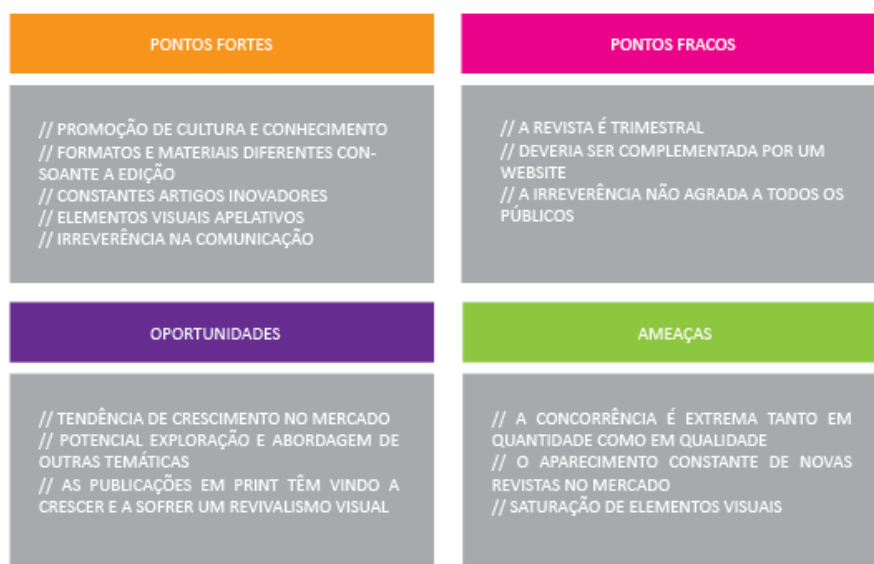 PONTOS FORTES
// PROMOÇÃO DE CULTURA E CONHECIMENTO
// FORMATOS E MATERIAIS DIFERENTES CON-
SOANTE A EDIÇÃO
// CONSTANTES ARTIGOS INOVADORES
// ELEMENTOS VISUAIS APELATIVOS
// IRREVERÊNCIA NA COMUNICAÇÃO
PONTOS FRACOS
// A REVISTA É TRIMESTRAL
// DEVERIA SER COMPLEMENTADA POR UM
WEBSITE
// A IRREVERÊNCIA NÃO AGRADA A TODOS OS
PÚBLICOS
OPORTUNIDADES
// TENDÊNCIA DE CRESCIMENTO NO MERCADO
// POTENCIAL EXPLORAÇÃO E ABORDAGEM DE
OUTRAS TEMÁTICAS
// AS PUBLICAÇÕES EM PRINT TÊM VINDO A
CRESCER E A SOFRER UM REVIVALISMO VISUAL
AMEAÇAS
// A CONCORRÊNCIA É EXTREMA TANTO EM
QUANTIDADE COMO EM QUALIDADE
// O APARECIMENTO CONSTANTE DE NOVAS
REVISTAS NO MERCADO
// SATURAÇÃO DE ELEMENTOS VISUAIS